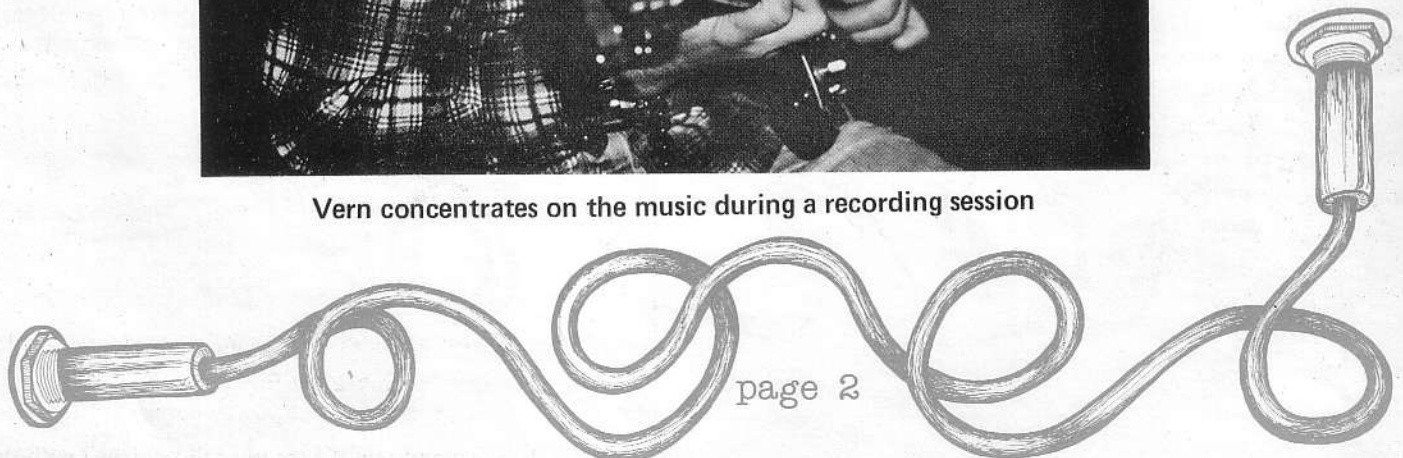 Vern concentrates on the music during a recording session
page 2